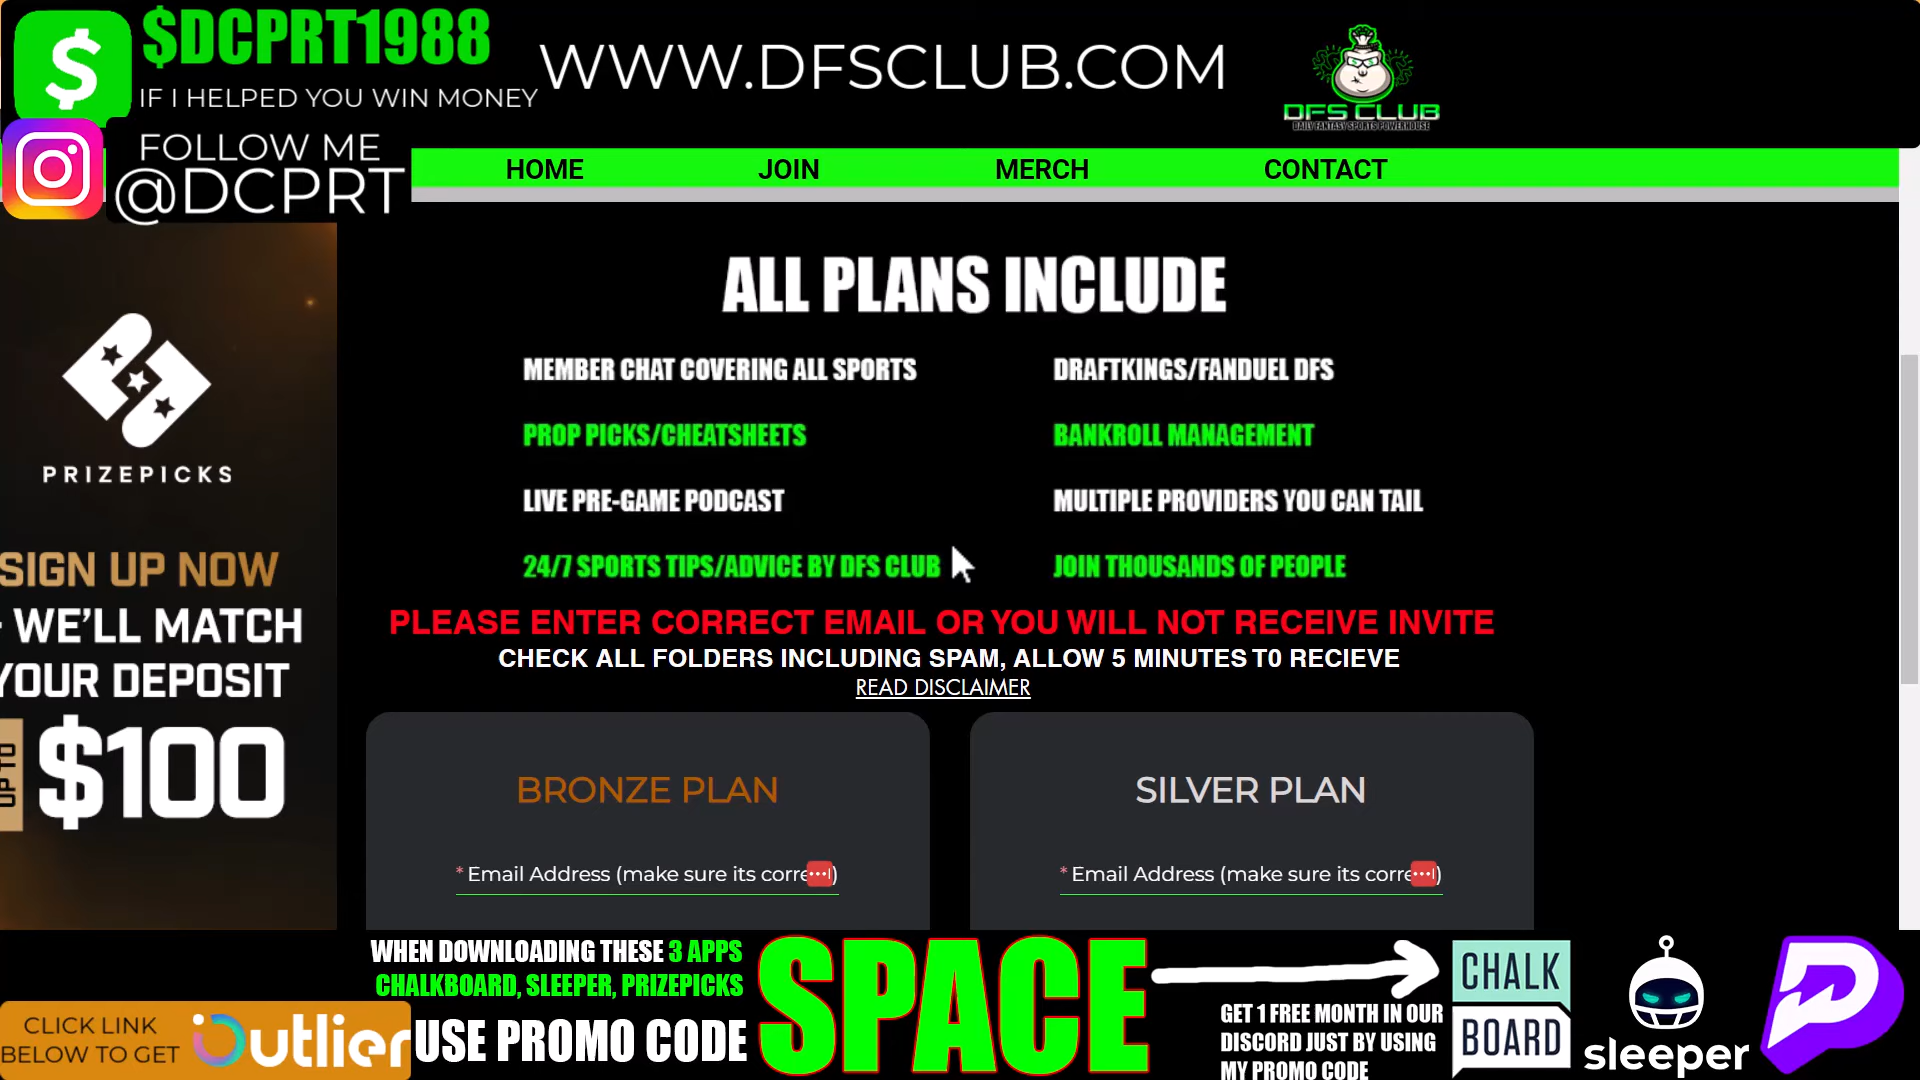 $DCPRT1988
IF I HELPED YOU WIN MONEY
WWW.DFSCLUB.COM
DFS CLUB
DAILY FANTASY SPORTS POWERHOUSE
FOLLOW ME
@DCPRT
HOME JOIN MERCH CONTACT
ALL PLANS INCLUDE
MEMBER CHAT COVERING ALL SPORTS
DRAFTKINGS/FANDUEL DFS
PROP PICKS/CHEATSHEETS
BANKROLL MANAGEMENT
LIVE PRE-GAME PODCAST
MULTIPLE PROVIDERS YOU CAN TAIL
24/7 SPORTS TIPS/ADVICE BY DFS CLUB
JOIN THOUSANDS OF PEOPLE
PLEASE ENTER CORRECT EMAIL OR YOU WILL NOT RECEIVE INVITE
CHECK ALL FOLDERS INCLUDING SPAM, ALLOW 5 MINUTES T0 RECIEVE
READ DISCLAIMER
PRIZEPICKS
SIGN UP NOW
WE'LL MATCH
YOUR DEPOSIT
UP TO
$100
BRONZE PLAN
* Email Address (make sure its corre)
SILVER PLAN
* Email Address (make sure its corre)
WHEN DOWNLOADING THESE 3 APPS
CHALKBOARD, SLEEPER, PRIZEPICKS
USE PROMO CODE
SPACE
GET 1 FREE MONTH IN OUR
DISCORD JUST BY USING
MY PROMO CODE
CLICK LINK
BELOW TO GET
Outlier
CHALK
BOARD
sleeper